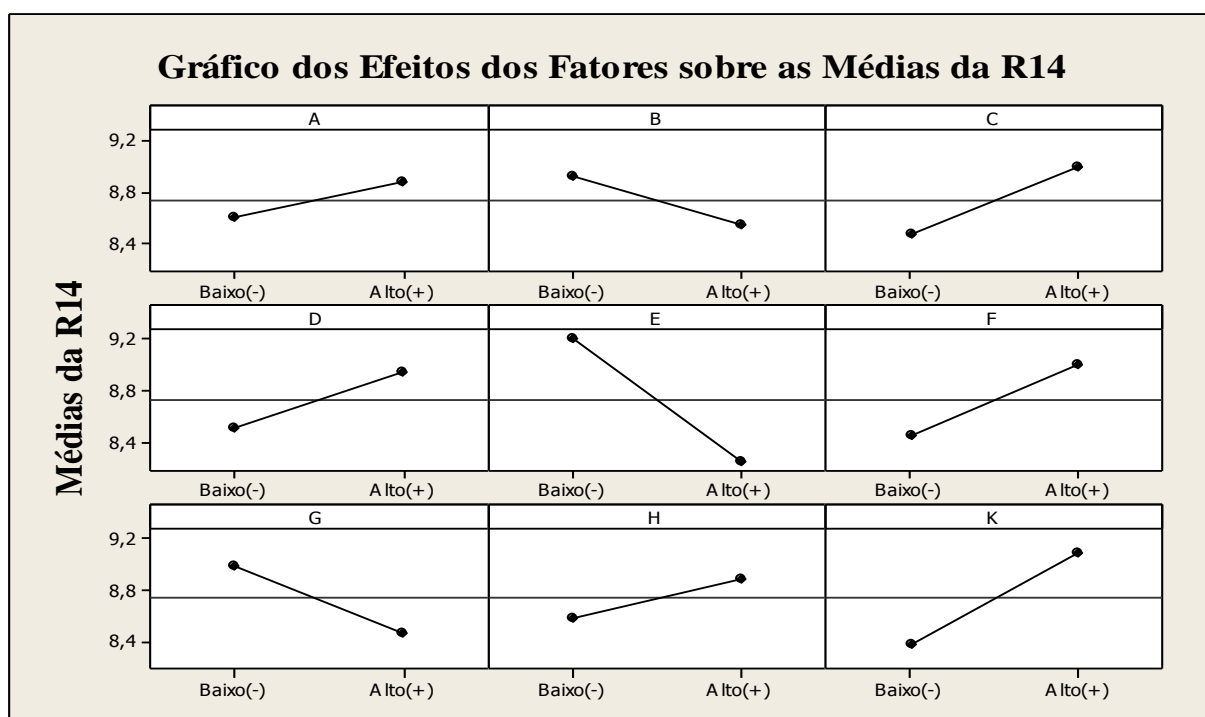 Gráfico dos Efeitos dos Fatores sobre as Médias da R14
Médias da R14
A B C
9,2
8,8
8,4
Baixo(-) Alto(+) Baixo(-) Alto(+) Baixo(-) Alto(+)
D E F
9,2
8,8
8,4
Baixo(-) Alto(+) Baixo(-) Alto(+) Baixo(-) Alto(+)
G H K
9,2
8,8
8,4
Baixo(-) Alto(+) Baixo(-) Alto(+) Baixo(-) Alto(+)